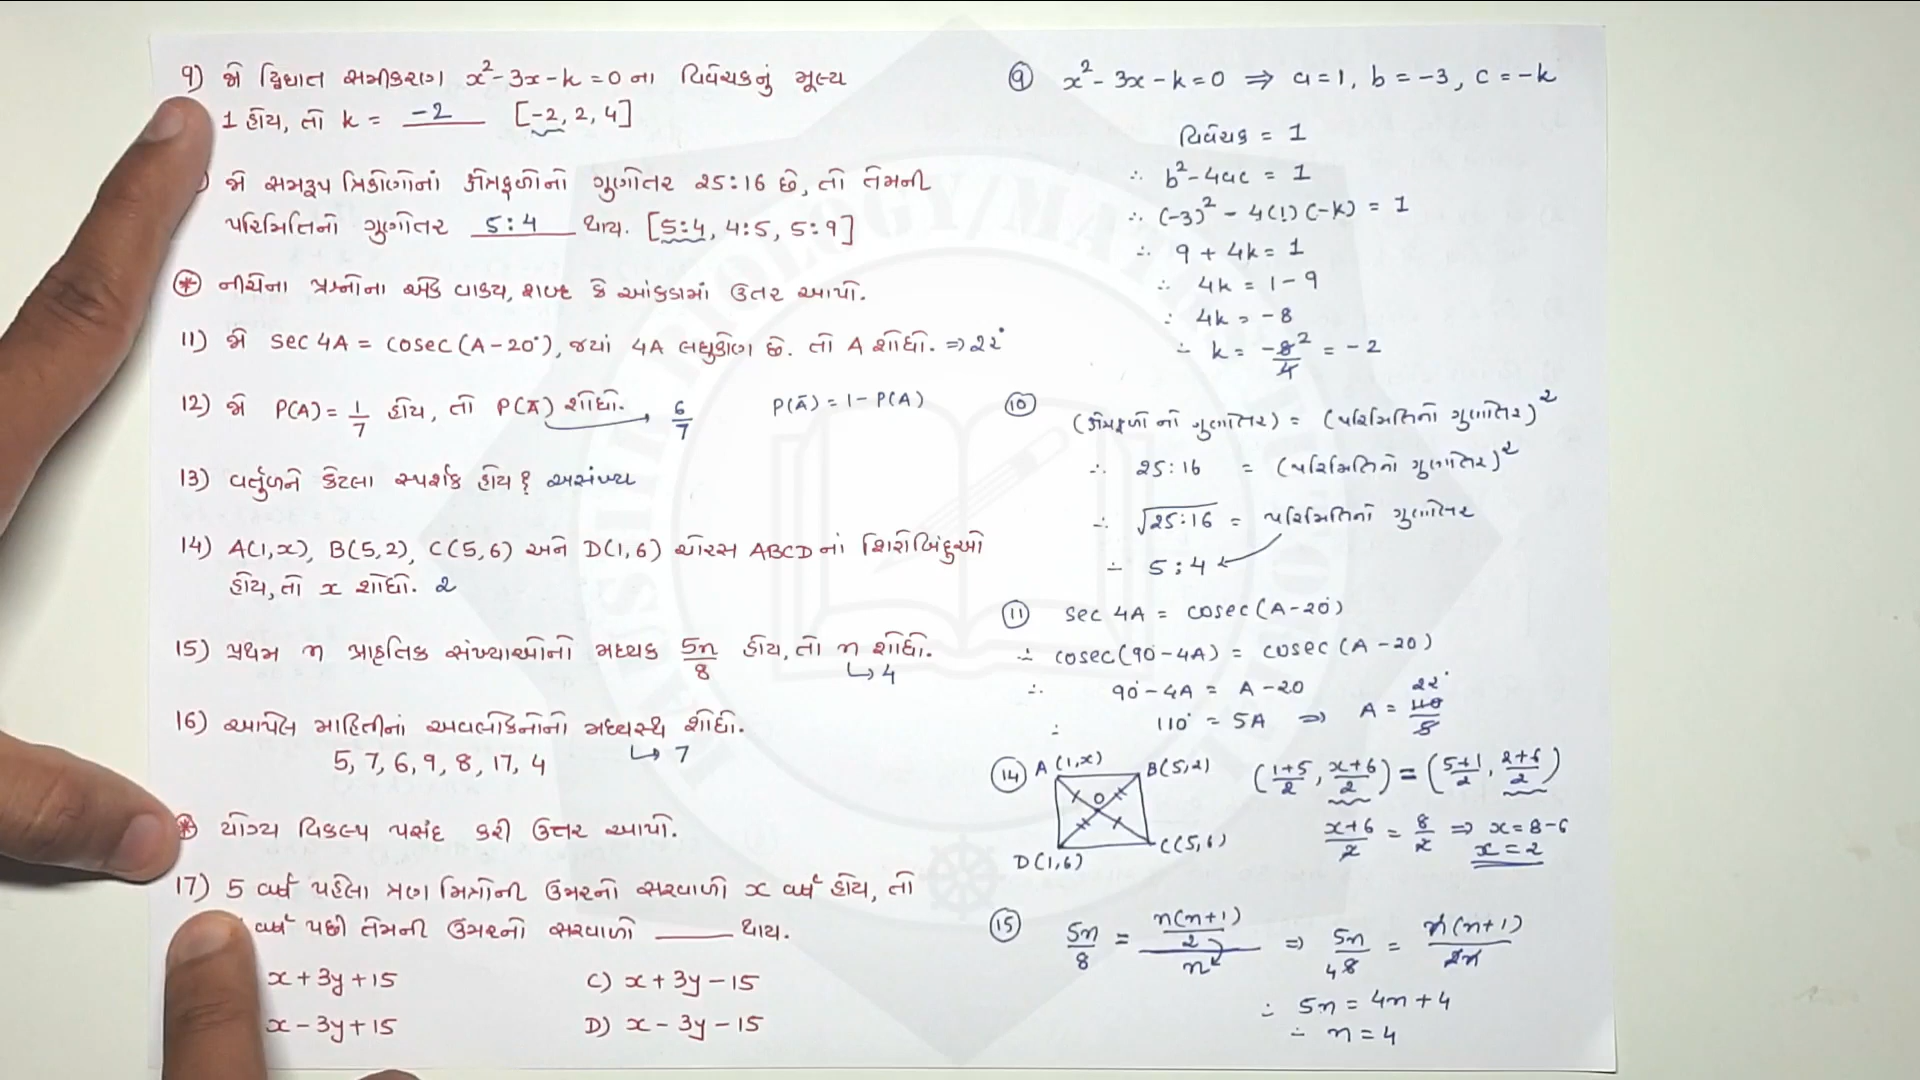 9) જો દ્વિઘાત સમીકરણ x²-3x-k=0 ના વિવેચકનું મૂલ્ય
1 હોય, તો k = -2 [-2, 2, 4]
જો સમરૂપ ત્રિકોણોનાં ક્ષેત્રફળોનો ગુણોત્તર 25:16 છે, તો તેમની
પરિમિતિનો ગુણોત્તર 5:4 થાય. [5:4, 4:5, 5:9]
* નીચેના પ્રશ્નોના એક વાક્ય, શબ્દ કે આંકડામાં ઉત્તર આપો.
11) જો sec 4A = cosec (A-20°), જ્યાં 4A લઘુકોણ છે. તો A શોધો. ⇒ 22°
12) જો P(A) = 1/7 હોય, તો P(Ā) શોધો. → 6/7 P(Ā) = 1 - P(A)
13) વર્તુળને કેટલા સ્પર્શક હોય ? અસંખ્ય
14) A(1,x), B(5,2), C(5,6) અને D(1,6) ચોરસ ABCD નાં શિરોબિંદુઓ
હોય, તો x શોધો. 2
15) પ્રથમ n પ્રાકૃતિક સંખ્યાઓનો મધ્યક 5n/8 હોય, તો n શોધો.
↳ 4
16) આપેલ માહિતીનાં અવલોકનોનો મધ્યસ્થ શોધો.
5, 7, 6, 9, 8, 17, 4 ↳ 7
* યોગ્ય વિકલ્પ પસંદ કરી ઉત્તર આપો.
17) 5 વર્ષ પહેલા ત્રણ મિત્રોની ઉંમરનો સરવાળો x વર્ષ હોય, તો
વર્ષ પછી તેમની ઉંમરનો સરવાળો ____ થાય.
x + 3y + 15 C) x + 3y - 15
x - 3y + 15 D) x - 3y - 15
9 x²-3x-k=0 ⇒ a=1, b=-3, c=-k
વિવેચક = 1
∴ b²-4ac = 1
∴ (-3)² - 4(1)(-k) = 1
∴ 9 + 4k = 1
∴ 4k = 1-9
∴ 4k = -8
∴ k = -8/4 2 = -2
10 (ક્ષેત્રફળો નો ગુણોત્તર) = (પરિમિતિનો ગુણોત્તર)²
∴ 25:16 = (પરિમિતિનો ગુણોત્તર)²
∴ √25:16 = પરિમિતિનો ગુણોત્તર
∴ 5:4
11 sec 4A = cosec (A-20°)
∴ cosec (90-4A) = cosec (A-20)
∴ 90°-4A = A-20
∴ 110° = 5A ⇒ A = 110/5 22°
14 A(1,x) B(5,2) (1+5/2, x+6/2) = (5+1/2, 2+6/2)
O
D(1,6) C(5,6) x+6/2 = 8/2 ⇒ x=8-6
x=2
15 5n/8 = n(n+1)/2/n ⇒ 5n/8 4 = n(n+1)/2n
∴ 5n = 4n+4
∴ n = 4